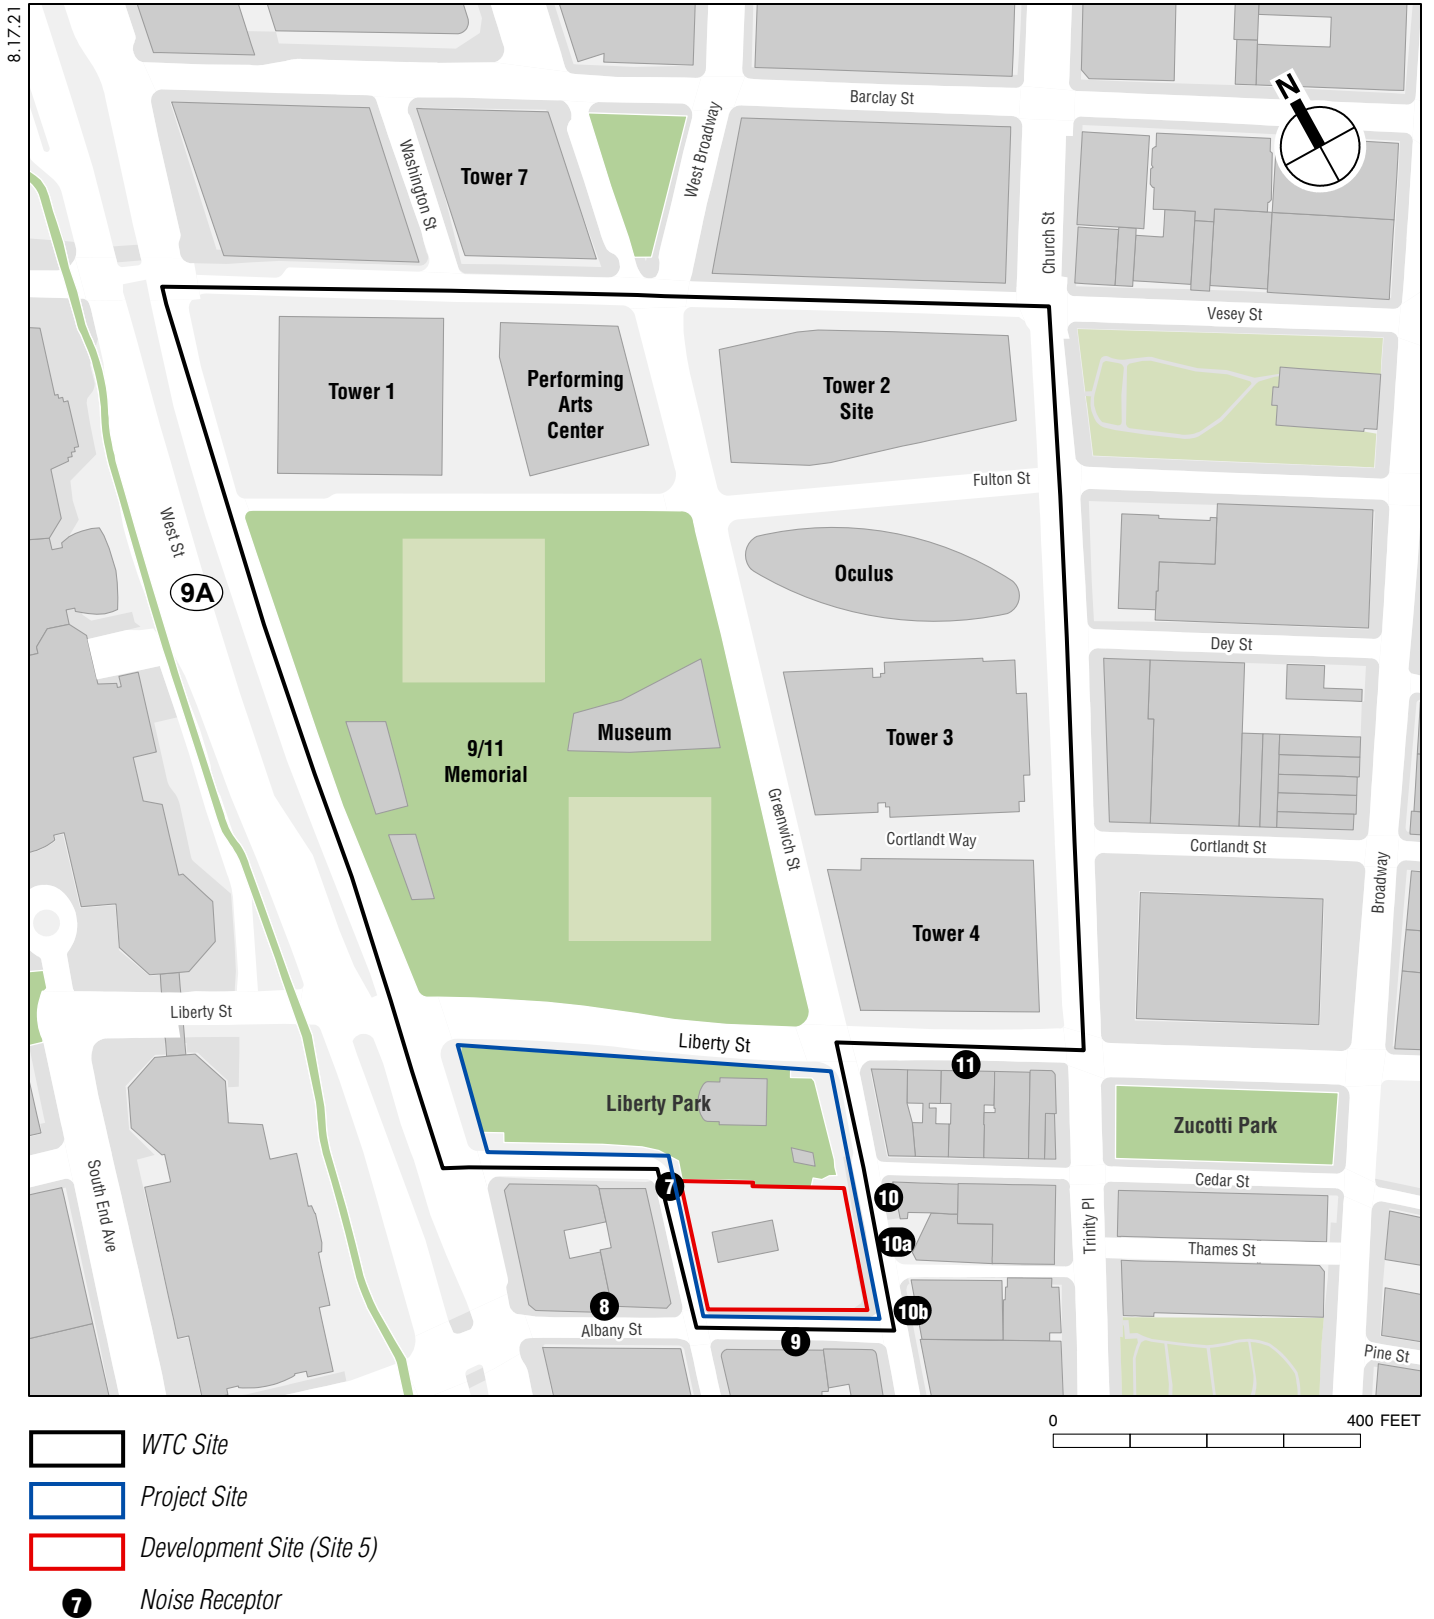 8.17.21
Barclay St
N
Washington St
Tower 7
West Broadway
Church St
Vesey St
Tower 1
Performing
Arts
Center
Tower 2
Site
Fulton St
West St
9A
Oculus
Dey St
Museum
9/11
Memorial
Tower 3
Greenwich St
Cortlandt Way
Cortlandt St
Broadway
Tower 4
Liberty St
Liberty St
11
Liberty Park
Zucotti Park
South End Ave
7
10
Cedar St
Trinity Pl
10a
Thames St
8
10b
Albany St
9
Pine St
0 400 FEET
WTC Site
Project Site
Development Site (Site 5)
7 Noise Receptor